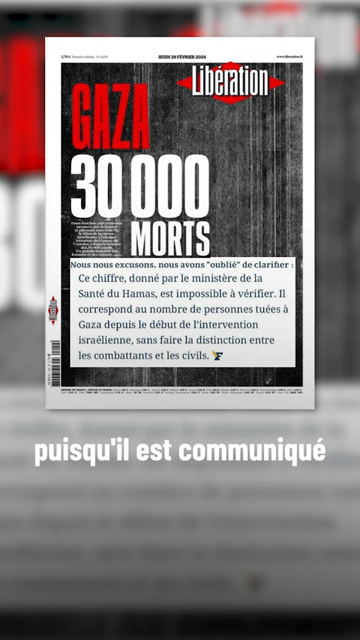 JEUDI 29 FÉVRIER 2024
www.liberation.fr
Libération
GAZA
30 000
MORTS
Nous nous excusons, nous avons "oublié" de clarifier :
Ce chiffre, donné par le ministère de la
Santé du Hamas, est impossible à vérifier. Il
correspond au nombre de personnes tuées à
Gaza depuis le début de l'intervention
israélienne, sans faire la distinction entre
les combattants et les civils.
puisqu'il est communiqué